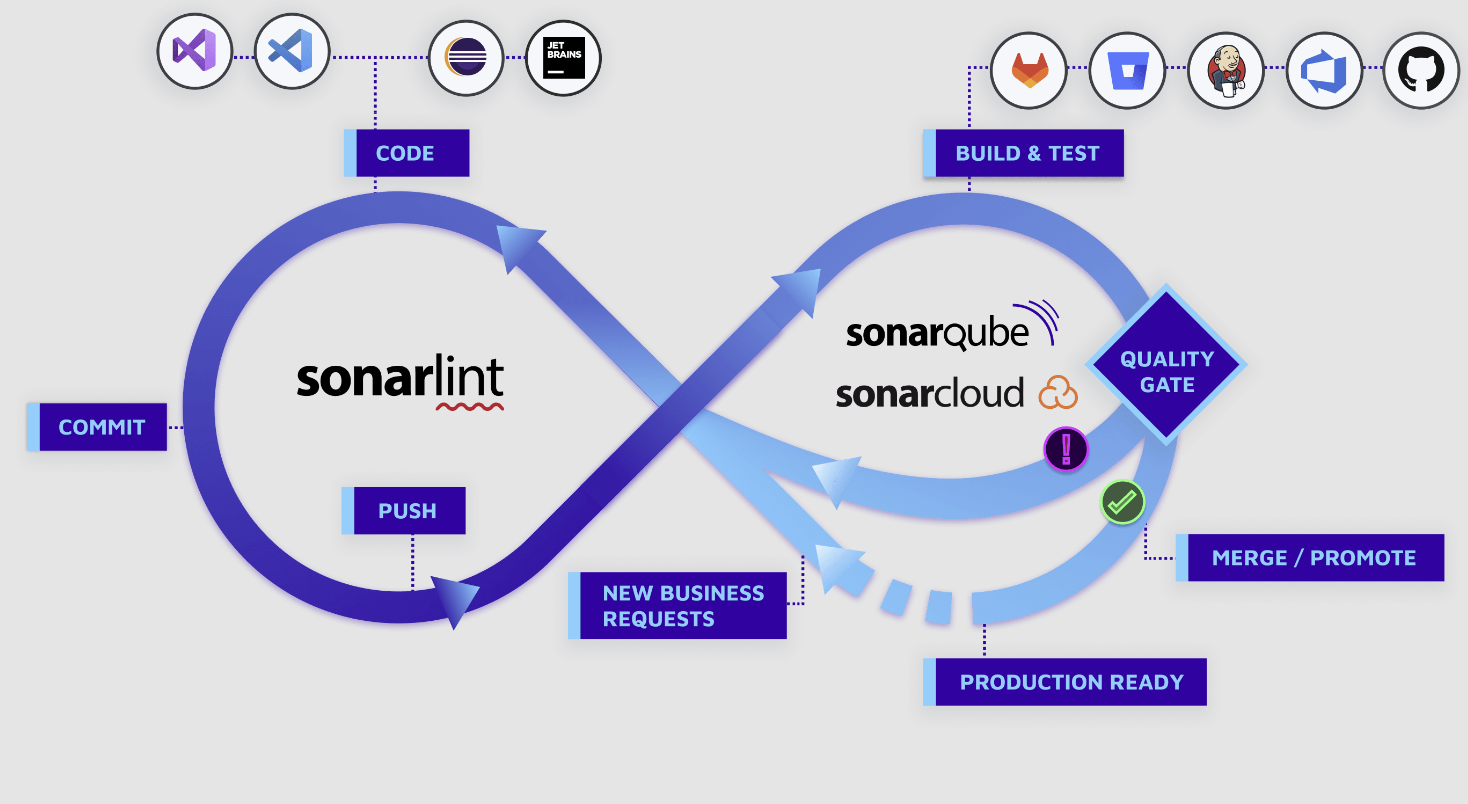 JET
BRAINS
CODE
BUILD & TEST
sonarqube
QUALITY
GATE
sonarlint
sonarcloud
COMMIT
PUSH
MERGE / PROMOTE
NEW BUSINESS
REQUESTS
PRODUCTION READY